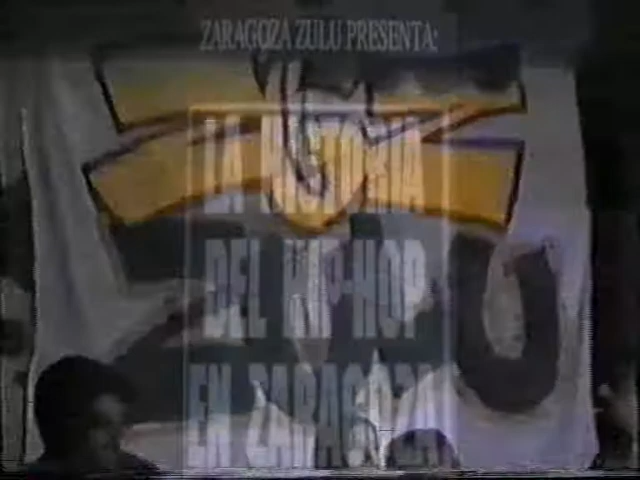 ZARAGOZA ZULU PRESENTA:
LA HISTORIA
DEL HIP-HOP
EN ZARAGOZA